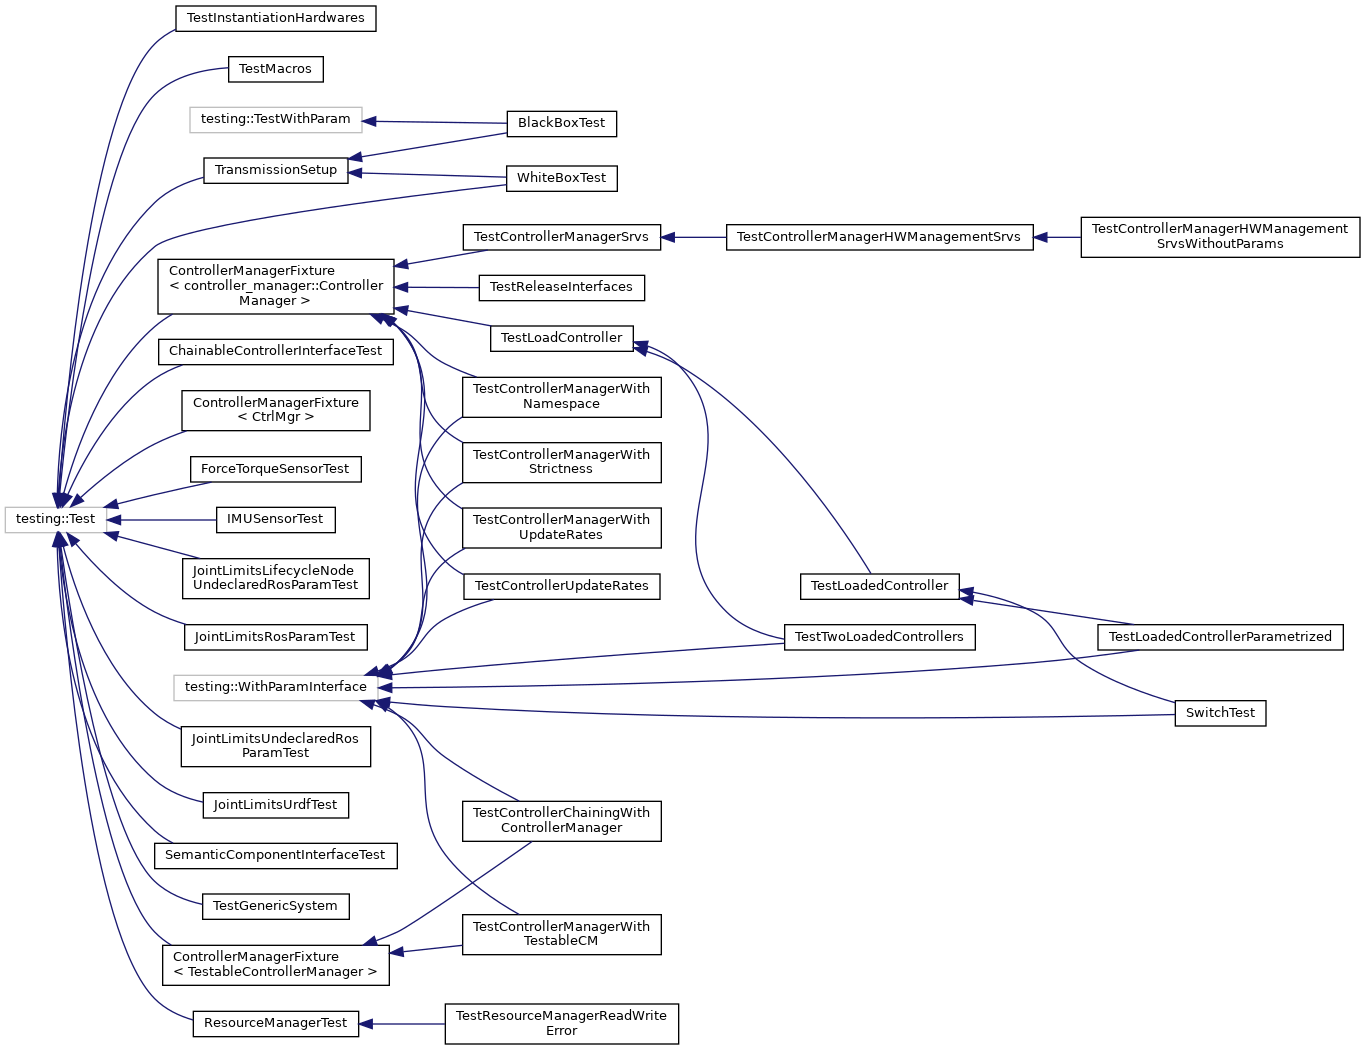 TestInstantiationHardwares
TestMacros
testing::TestWithParam
BlackBoxTest
TransmissionSetup
WhiteBoxTest
TestControllerManagerSrvs
TestControllerManagerHWManagementSrvs
TestControllerManagerHWManagement
SrvsWithoutParams
ControllerManagerFixture
< controller_manager::Controller
Manager >
TestReleaseInterfaces
TestLoadController
ChainableControllerInterfaceTest
TestControllerManagerWith
Namespace
ControllerManagerFixture
< CtrlMgr >
TestControllerManagerWith
Strictness
ForceTorqueSensorTest
testing::Test
IMUSensorTest
TestControllerManagerWith
UpdateRates
JointLimitsLifecycleNode
UndeclaredRosParamTest
TestControllerUpdateRates
TestLoadedController
JointLimitsRosParamTest
TestTwoLoadedControllers
TestLoadedControllerParametrized
testing::WithParamInterface
SwitchTest
JointLimitsUndeclaredRos
ParamTest
JointLimitsUrdfTest
TestControllerChainingWith
ControllerManager
SemanticComponentInterfaceTest
TestGenericSystem
TestControllerManagerWith
TestableCM
ControllerManagerFixture
< TestableControllerManager >
ResourceManagerTest
TestResourceManagerReadWrite
Error